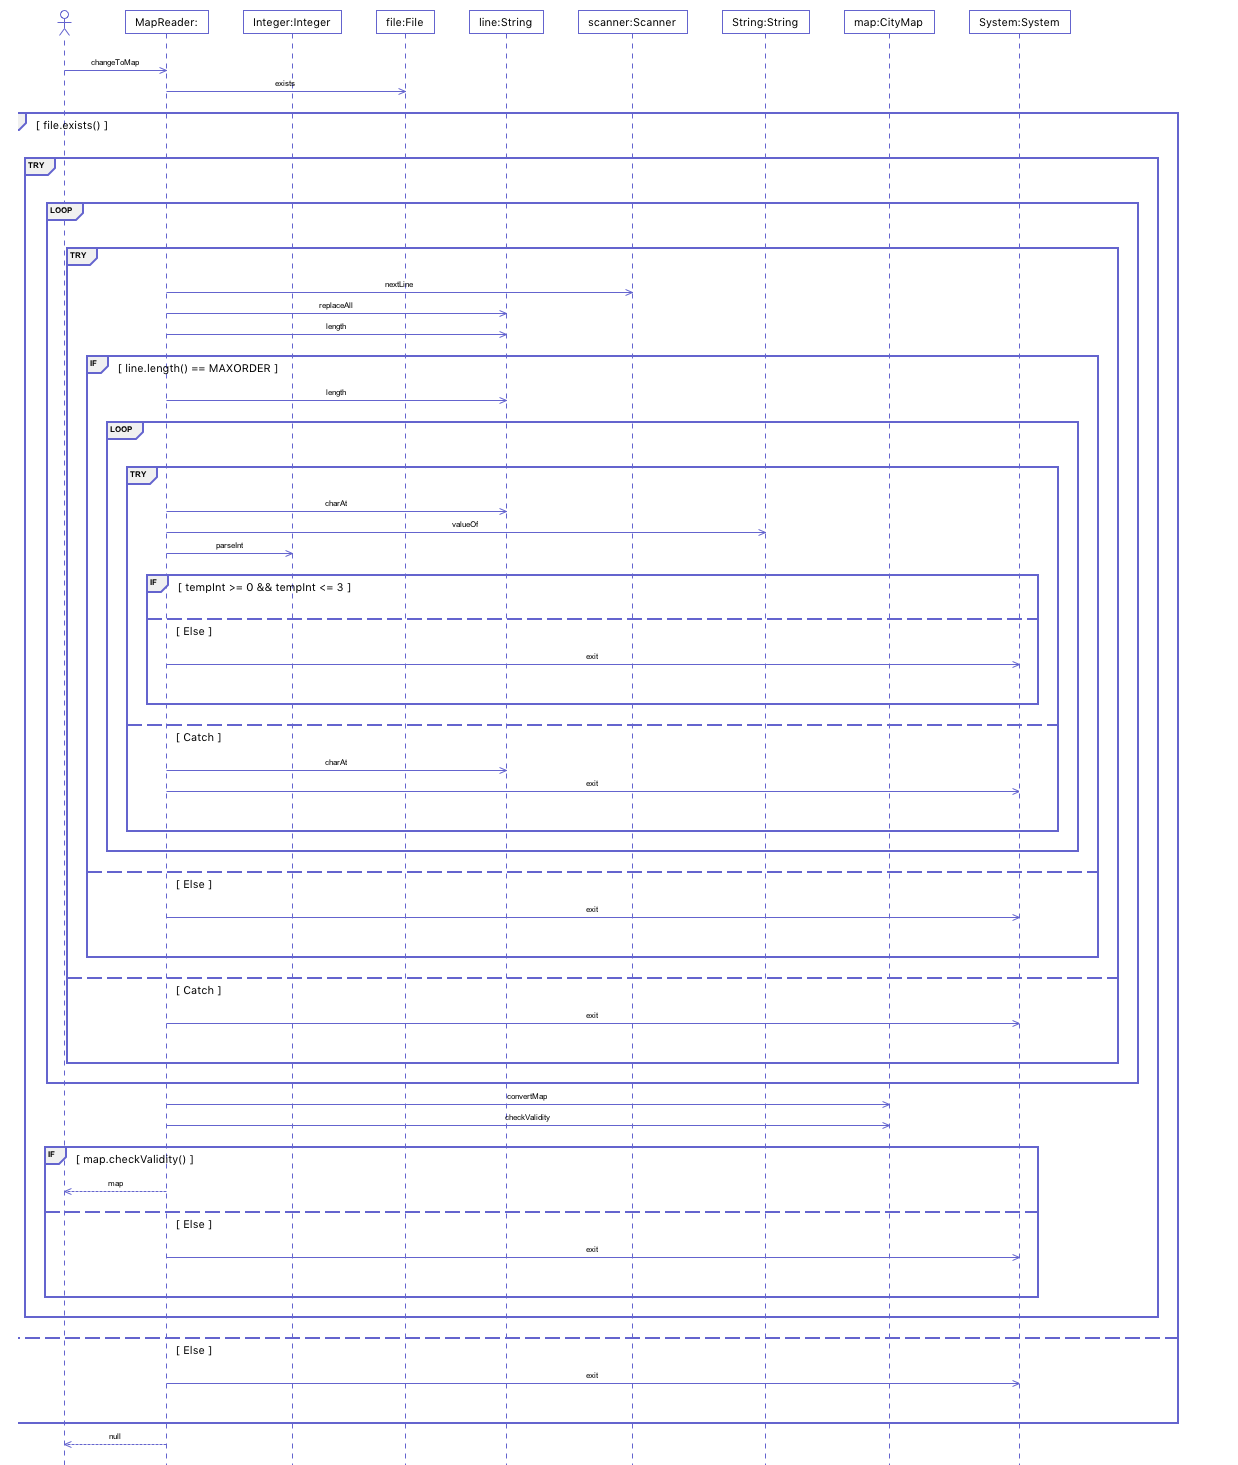 MapReader: Integer:Integer file:File line:String scanner:Scanner String:String map:CityMap System:System
changeToMap
exists
[ file.exists() ]
TRY
LOOP
TRY
nextLine
replaceAll
length
IF
[ line.length() == MAXORDER ]
length
LOOP
TRY
charAt
valueOf
parseInt
IF
[ tempInt >= 0 && tempInt <= 3 ]
[ Else ]
exit
[ Catch ]
charAt
exit
[ Else ]
exit
[ Catch ]
exit
convertMap
checkValidity
IF
[ map.checkValidity() ]
map
[ Else ]
exit
[ Else ]
exit
null